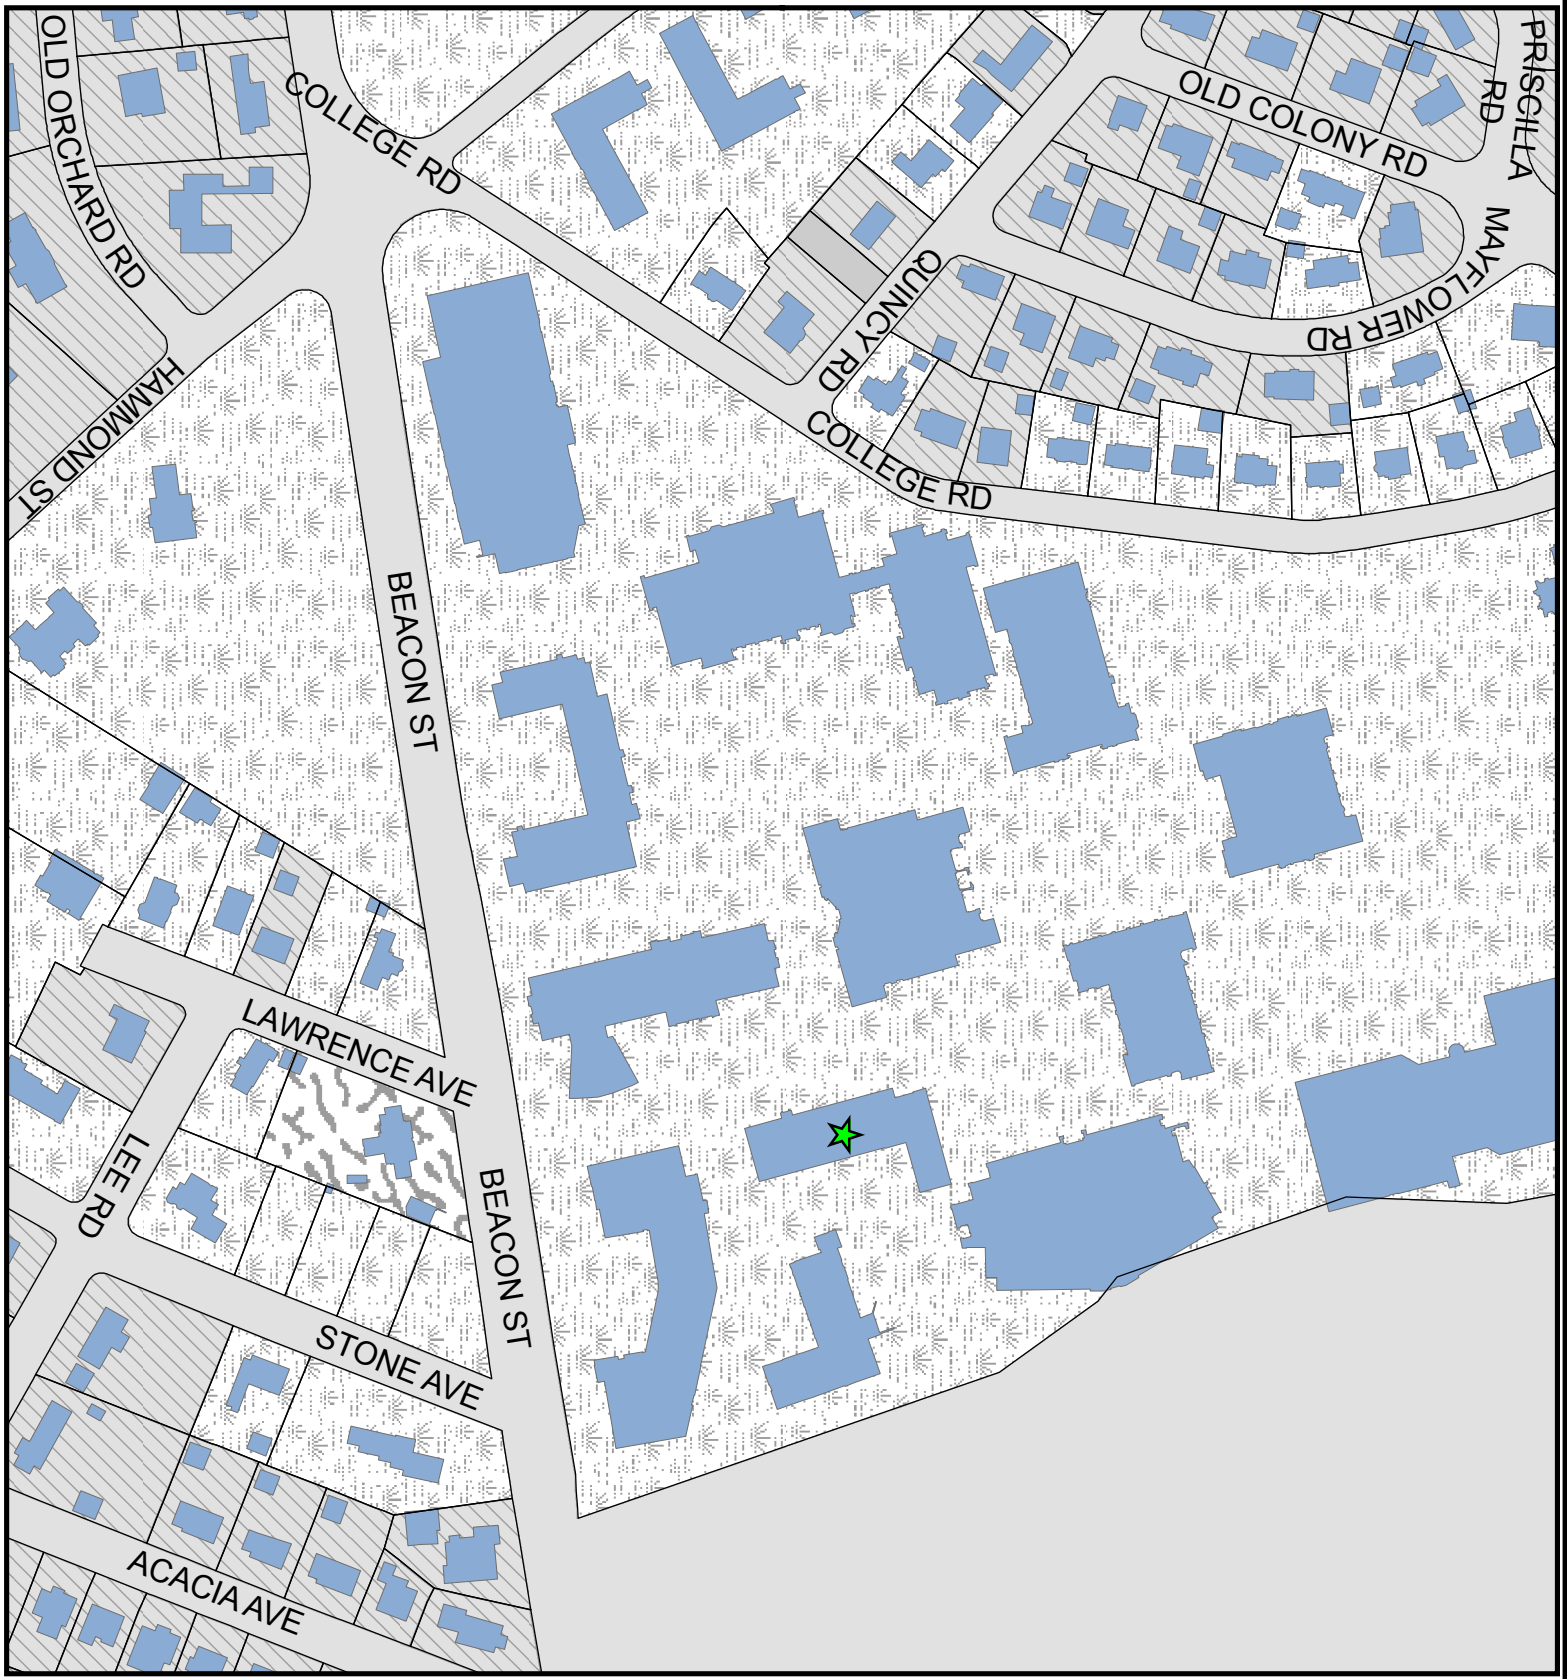 OLD ORCHARD RD
COLLEGE RD
OLD COLONY RD
PRISCILLA
RD
MAYFLOWER RD
QUINCY RD
HAMMOND ST
COLLEGE RD
BEACON ST
LAWRENCE AVE
LEE RD
BEACON ST
STONE AVE
ACACIA AVE